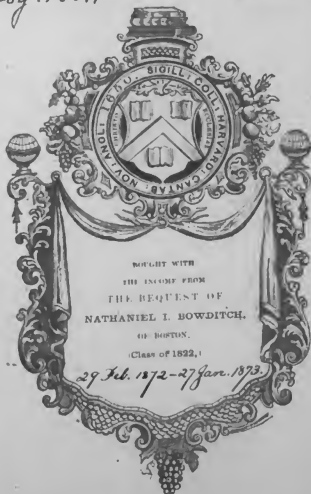 SIGILL: COLL: HARVARD: CANTAB: NOV: ANGL: 1650:
BOUGHT WITH
THE INCOME FROM
THE BEQUEST OF
NATHANIEL I. BOWDITCH,
OF BOSTON,
(Class of 1822,)
29 Feb. 1872–27 Jan. 1873.